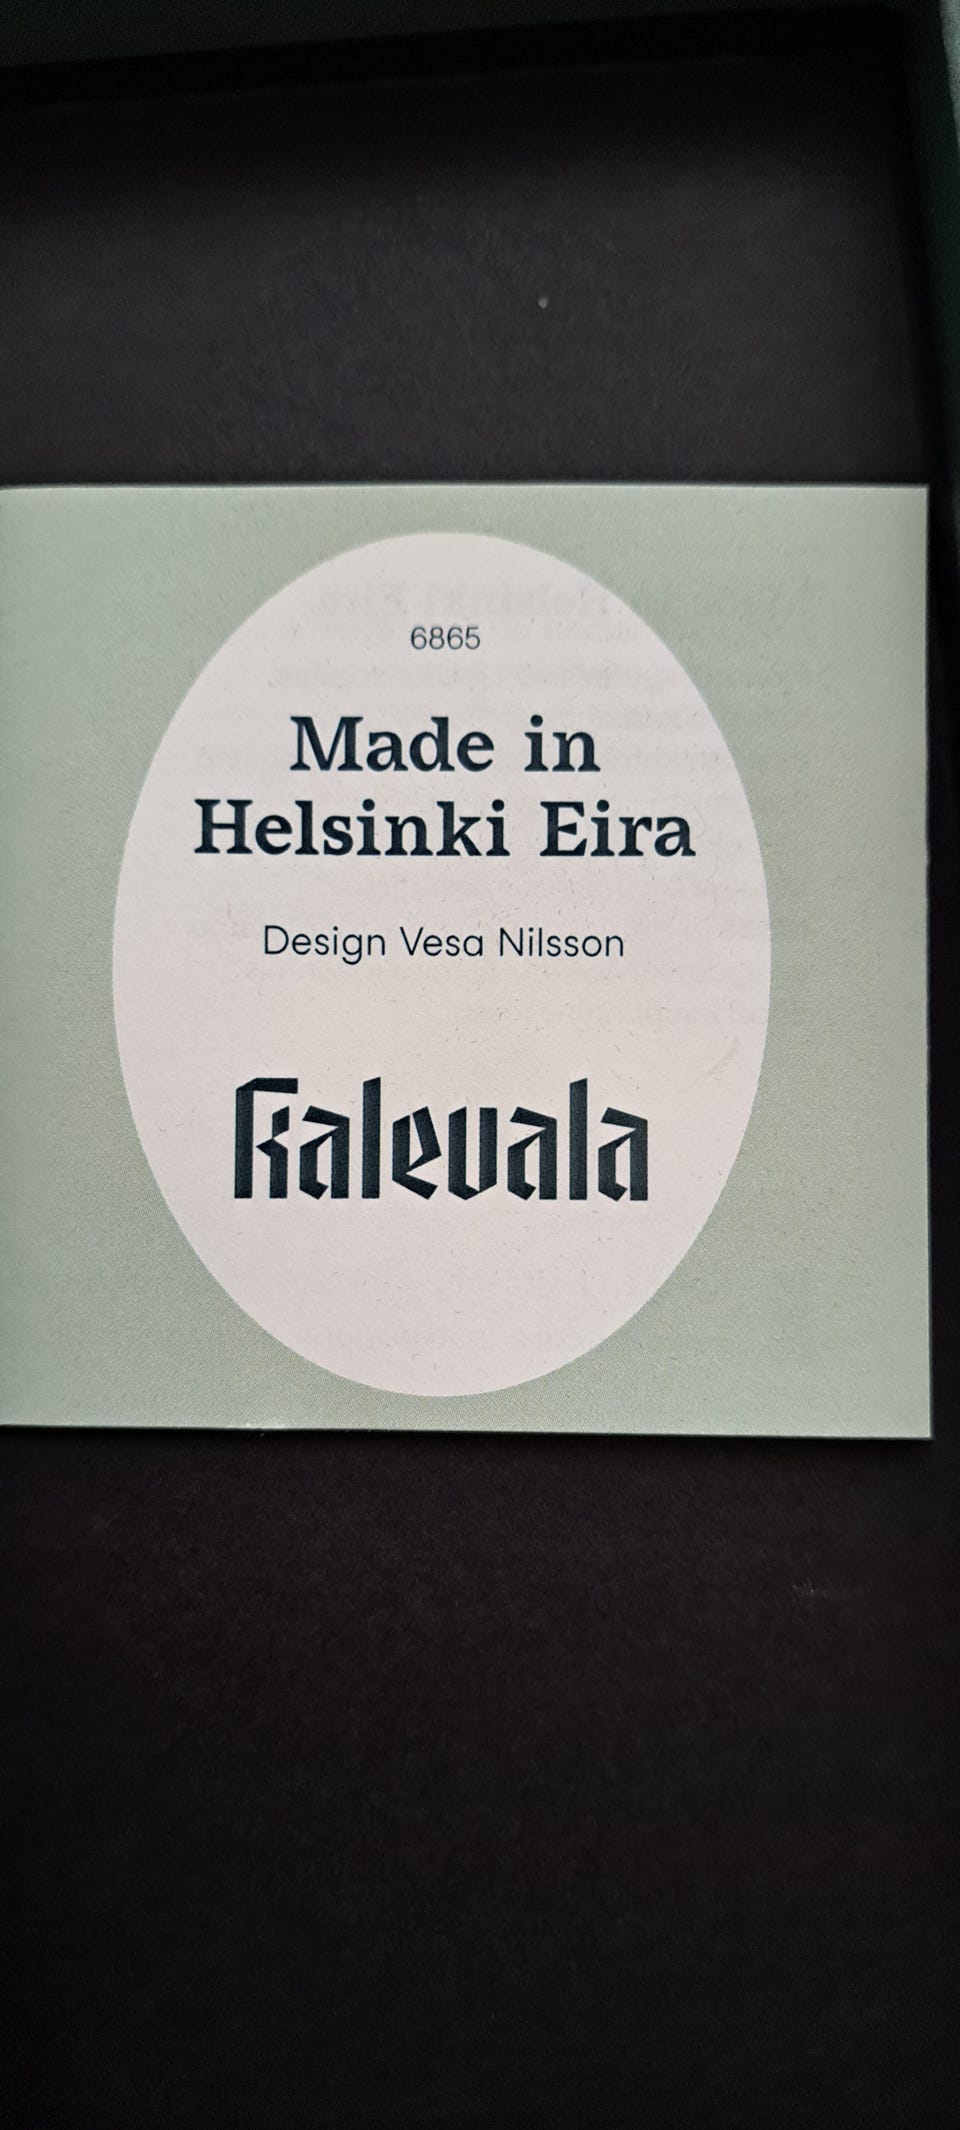 6865
Made in
Helsinki Eira
Design Vesa Nilsson
Kalevala